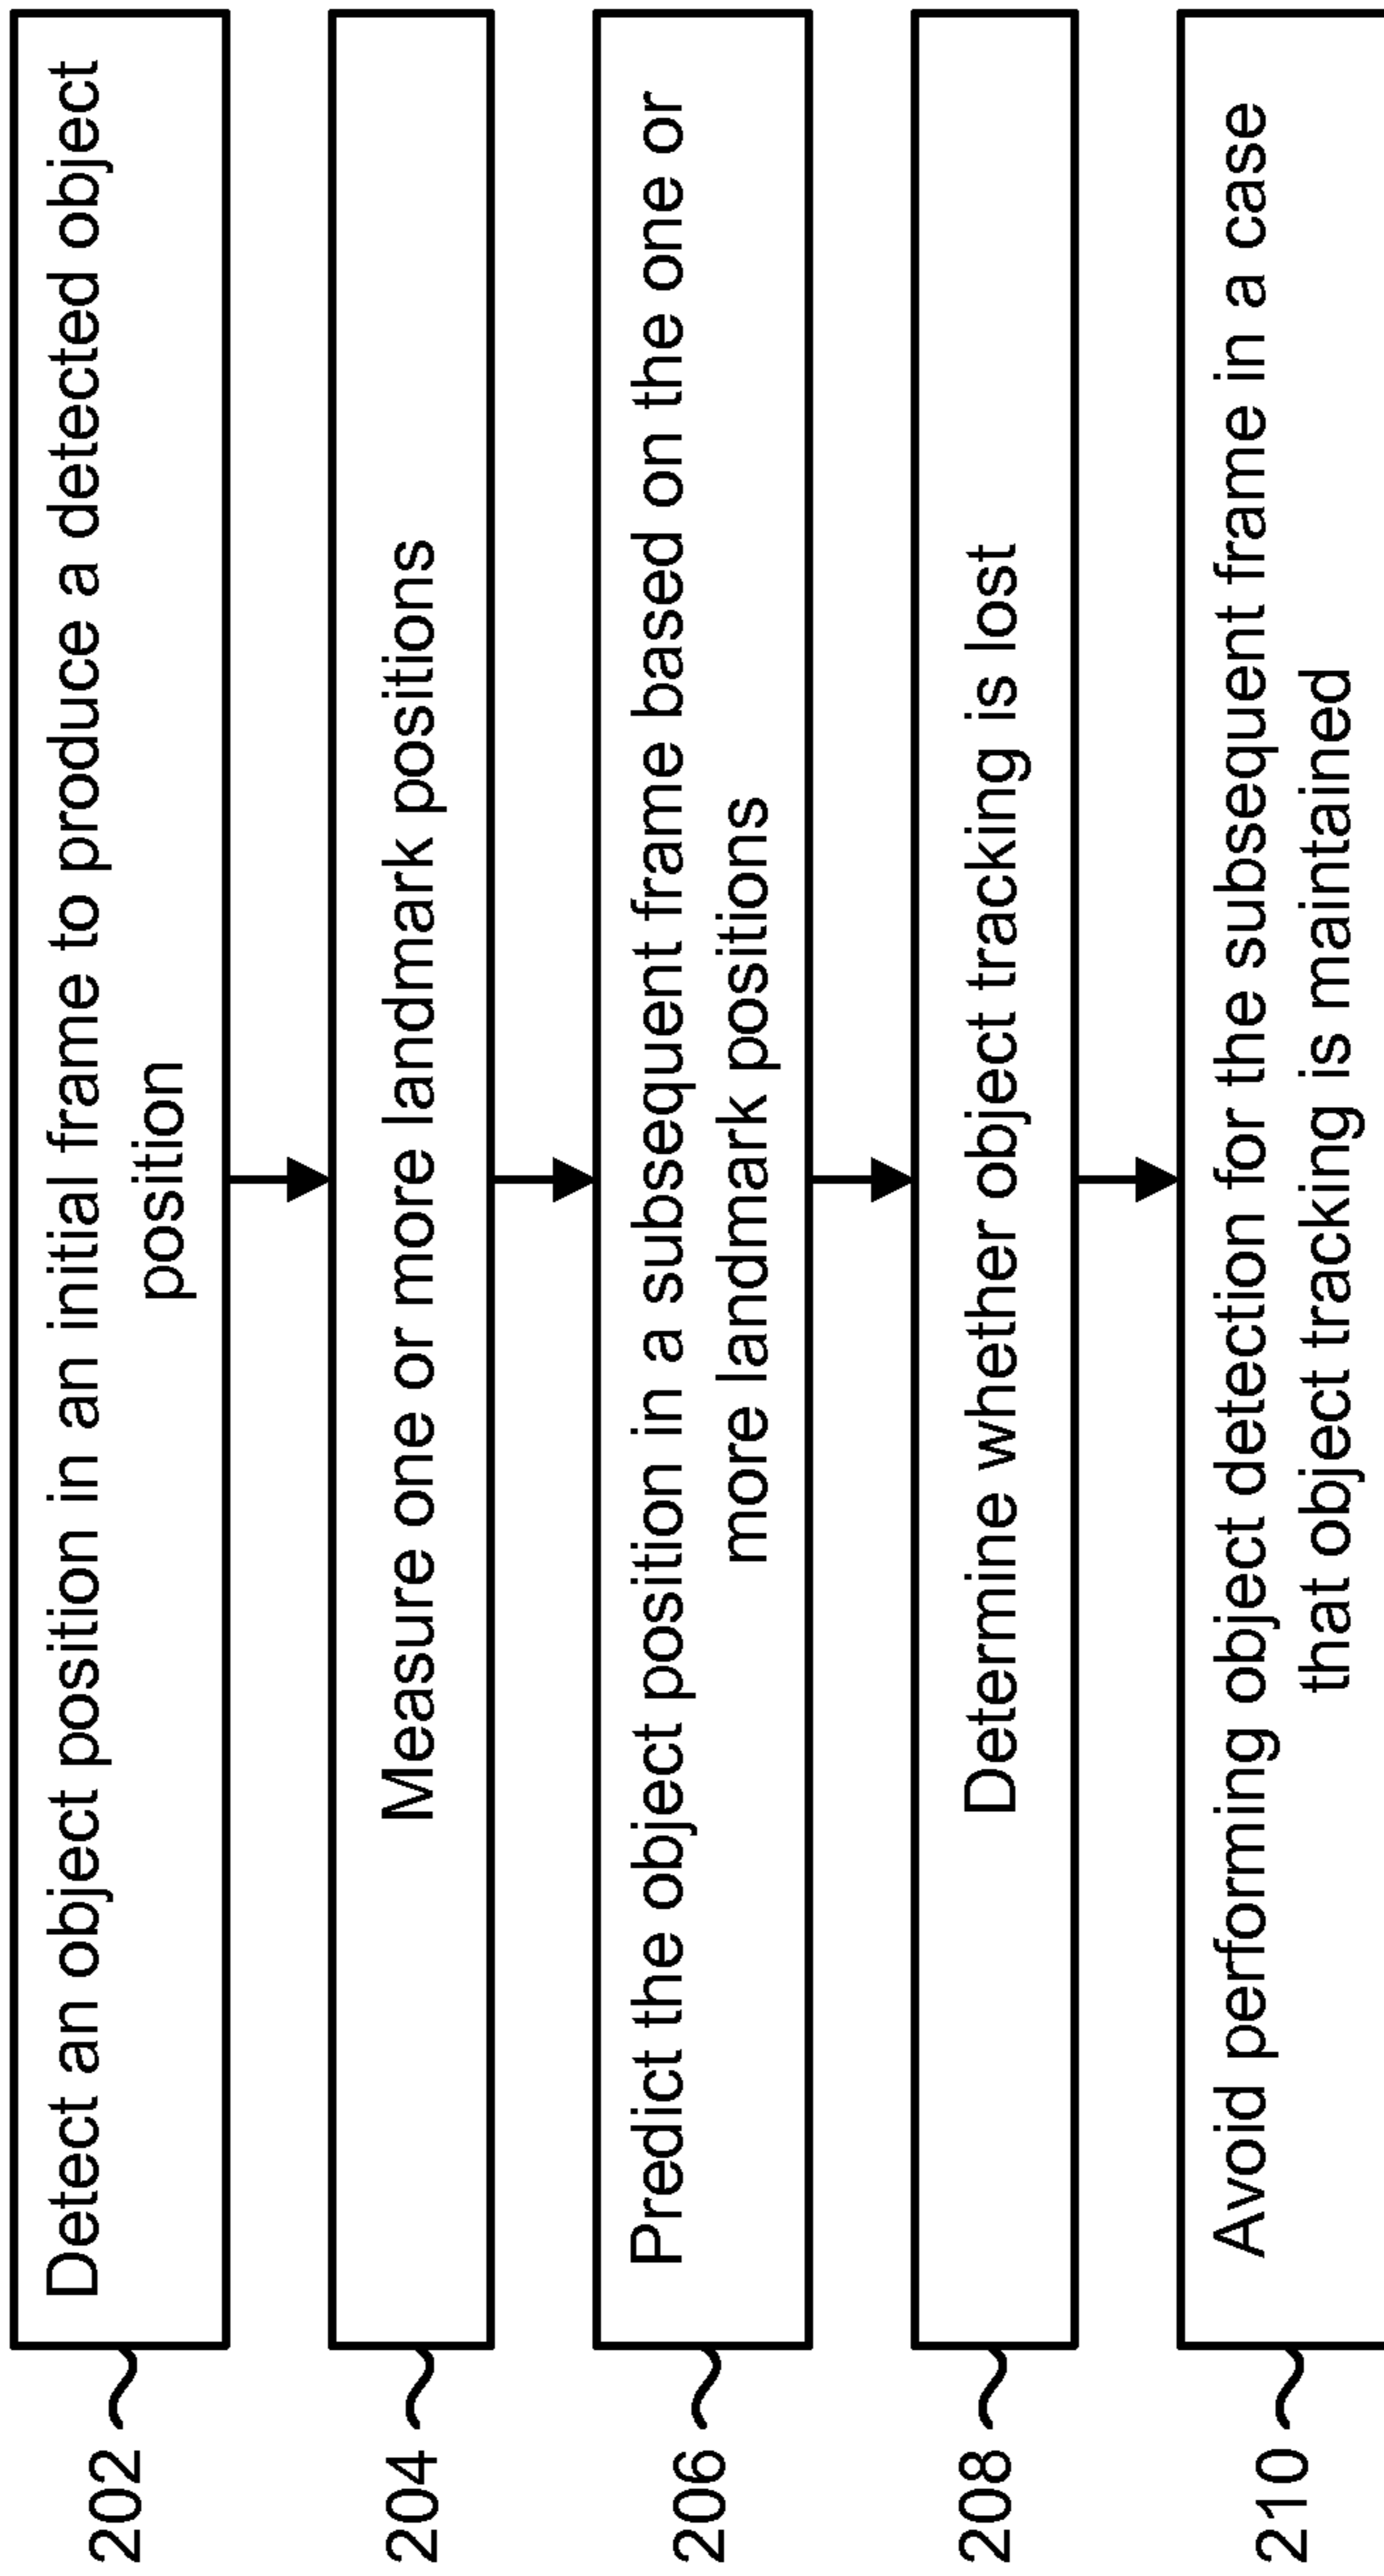 202
Detect an object position in an initial frame to produce a detected object
position
204
Measure one or more landmark positions
206
Predict the object position in a subsequent frame based on the one or
more landmark positions
208
Determine whether object tracking is lost
210
Avoid performing object detection for the subsequent frame in a case
that object tracking is maintained